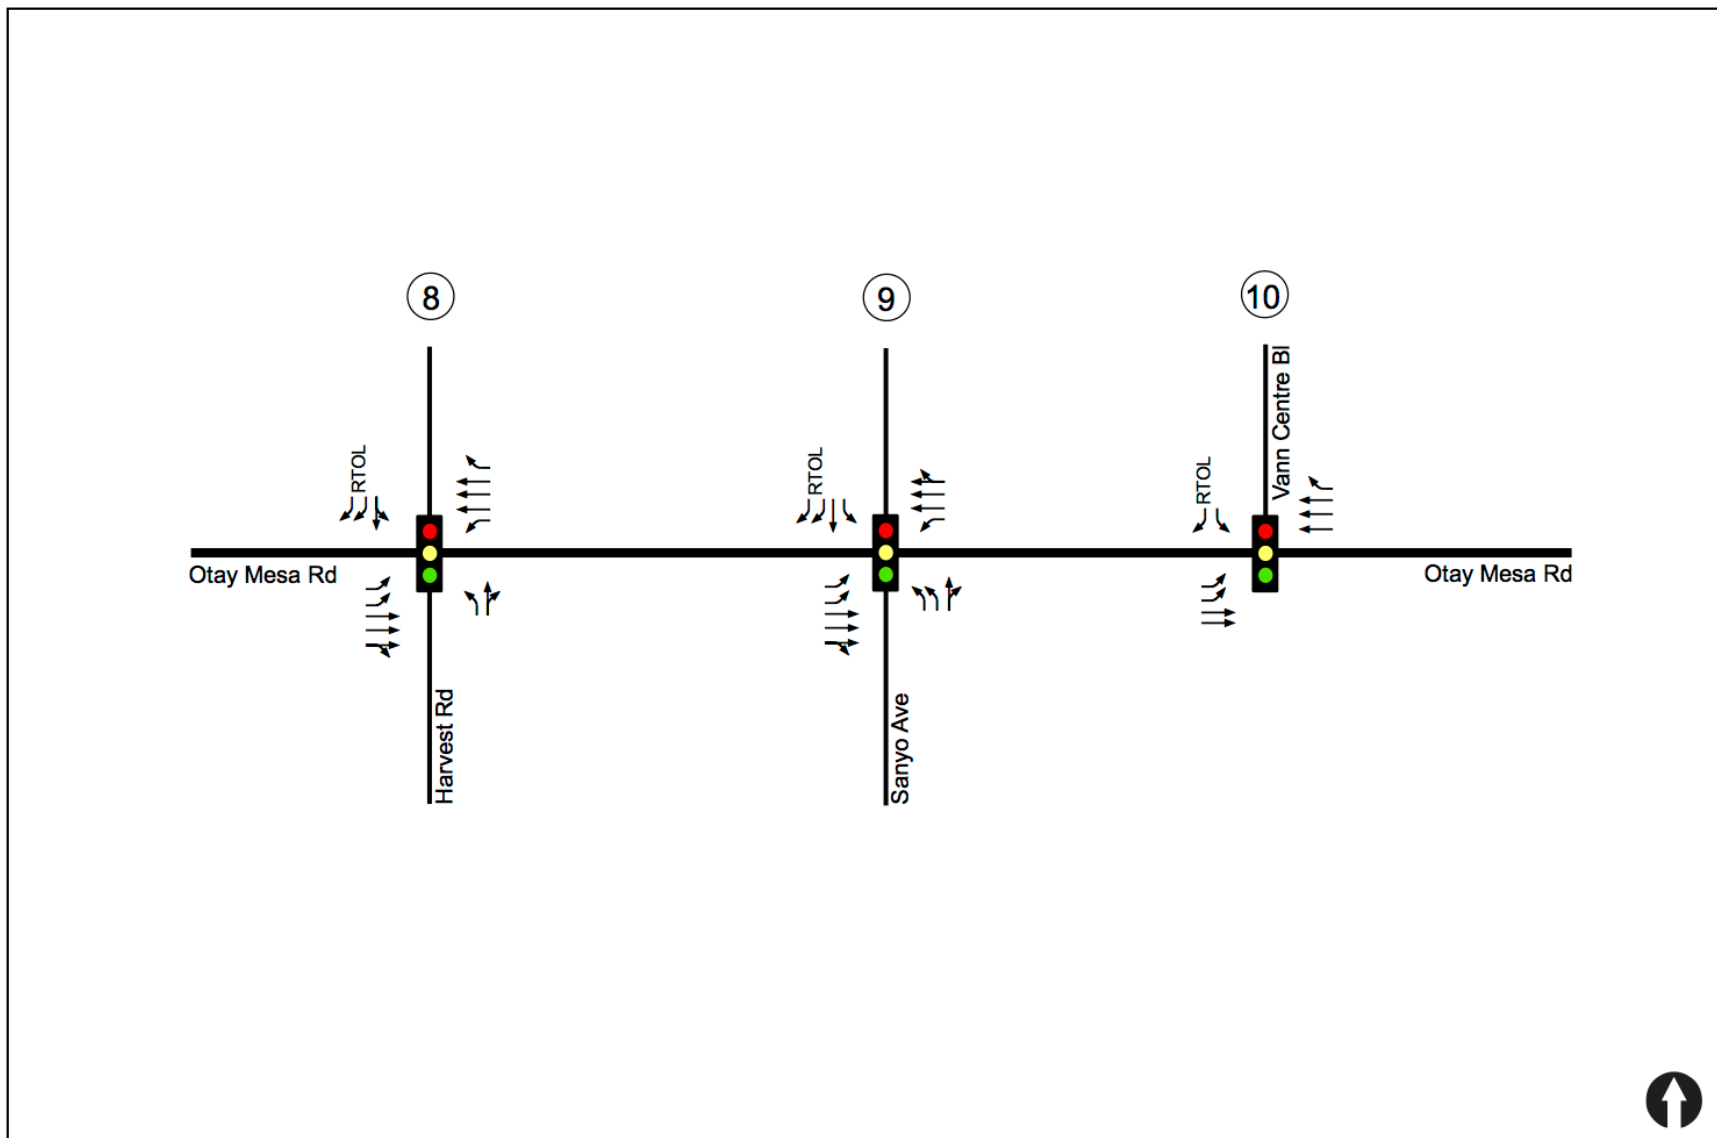 8
9
10
Vann Centre Bl
RTOL
RTOL
RTOL
Otay Mesa Rd
Otay Mesa Rd
Harvest Rd
Sanyo Ave